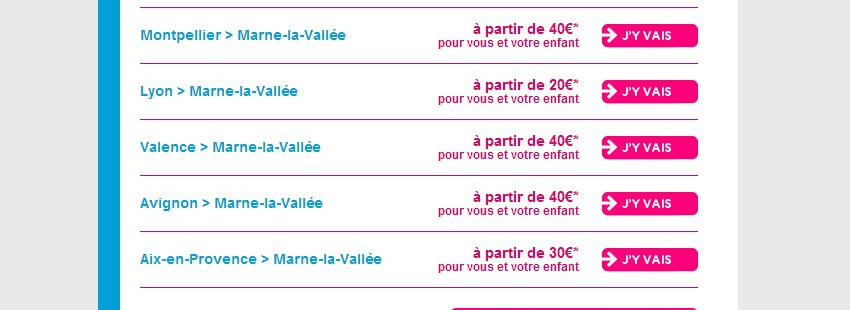 Montpellier > Marne-la-Vallée
à partir de 40€*
pour vous et votre enfant
J'Y VAIS
Lyon > Marne-la-Vallée
à partir de 20€*
pour vous et votre enfant
J'Y VAIS
Valence > Marne-la-Vallée
à partir de 40€*
pour vous et votre enfant
J'Y VAIS
Avignon > Marne-la-Vallée
à partir de 40€*
pour vous et votre enfant
J'Y VAIS
Aix-en-Provence > Marne-la-Vallée
à partir de 30€*
pour vous et votre enfant
J'Y VAIS